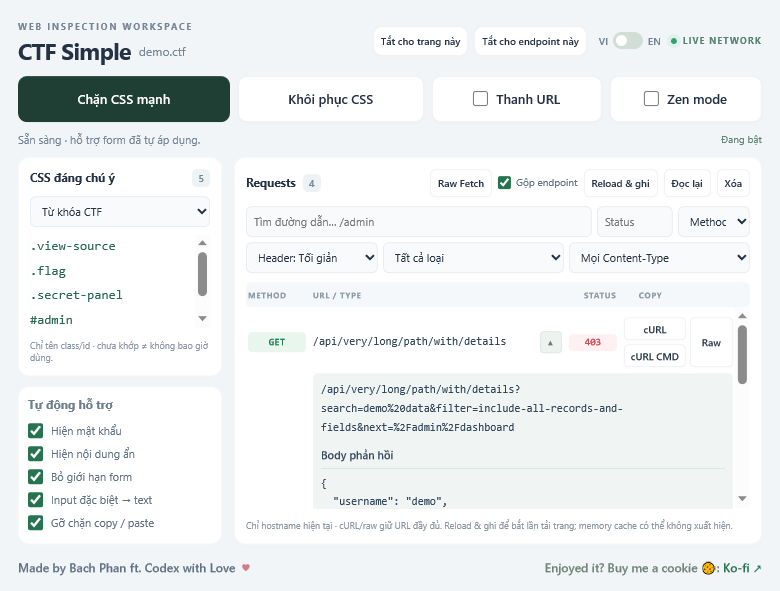 WEB INSPECTION WORKSPACE
CTF Simple demo.ctf
Tắt cho trang này
Tắt cho endpoint này
VI
EN
LIVE NETWORK
Chặn CSS mạnh
Khôi phục CSS
Thanh URL
Zen mode
Sẵn sàng · hỗ trợ form đã tự áp dụng.
Đang bật
CSS đáng chú ý 5
Từ khóa CTF
.view-source
.flag
.secret-panel
#admin
Chỉ tên class/id · chưa khớp ≠ không bao giờ
dùng.
Tự động hỗ trợ
Hiện mật khẩu
Hiện nội dung ẩn
Bỏ giới hạn form
Input đặc biệt → text
Gỡ chặn copy / paste
Requests 4
Raw Fetch
Gộp endpoint
Reload & ghi
Đọc lại
Xóa
Tìm đường dẫn... /admin
Status
Method
Header: Tối giản
Tất cả loại
Mọi Content-Type
METHOD URL / TYPE STATUS COPY
GET /api/very/long/path/with/details ▲ 403
cURL
cURL CMD
Raw
/api/very/long/path/with/details?
search=demo%20data&filter=include-all-records-and-
fields&next=%2Fadmin%2Fdashboard
Body phản hồi
{
"username": "demo",
Chỉ hostname hiện tại · cURL/raw giữ URL đầy đủ. Reload & ghi để bắt lần tải trang; memory cache có thể không xuất hiện.
Made by Bach Phan ft. Codex with Love ♥
Enjoyed it? Buy me a cookie 🍪: Ko-fi ↗